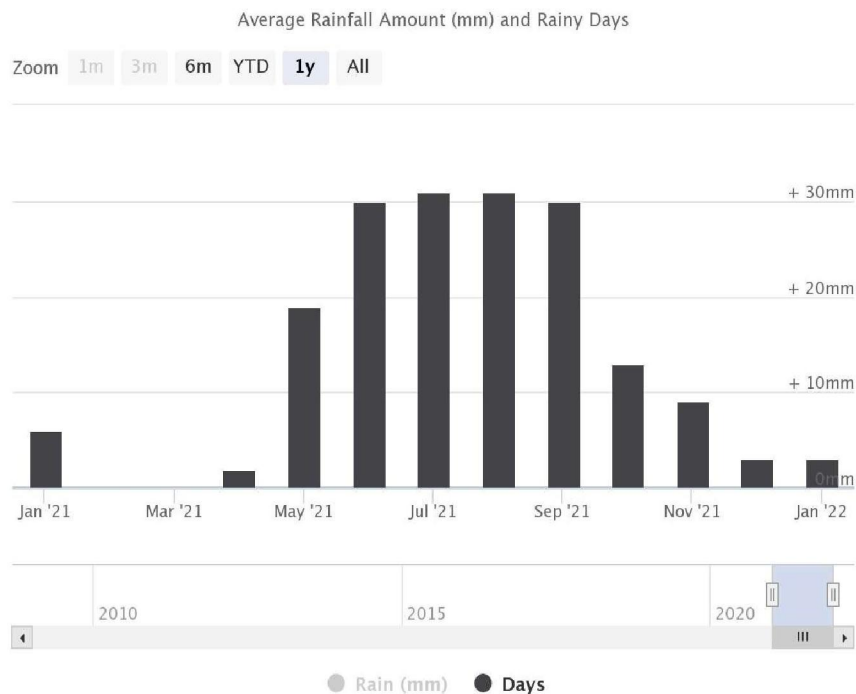 Average Rainfall Amount (mm) and Rainy Days
Zoom 1m 3m 6m YTD 1y All
+ 30mm
+ 20mm
+ 10mm
0mm
Jan '21 Mar '21 May '21 Jul '21 Sep '21 Nov '21 Jan '22
2010 2015 2020
Rain (mm) Days